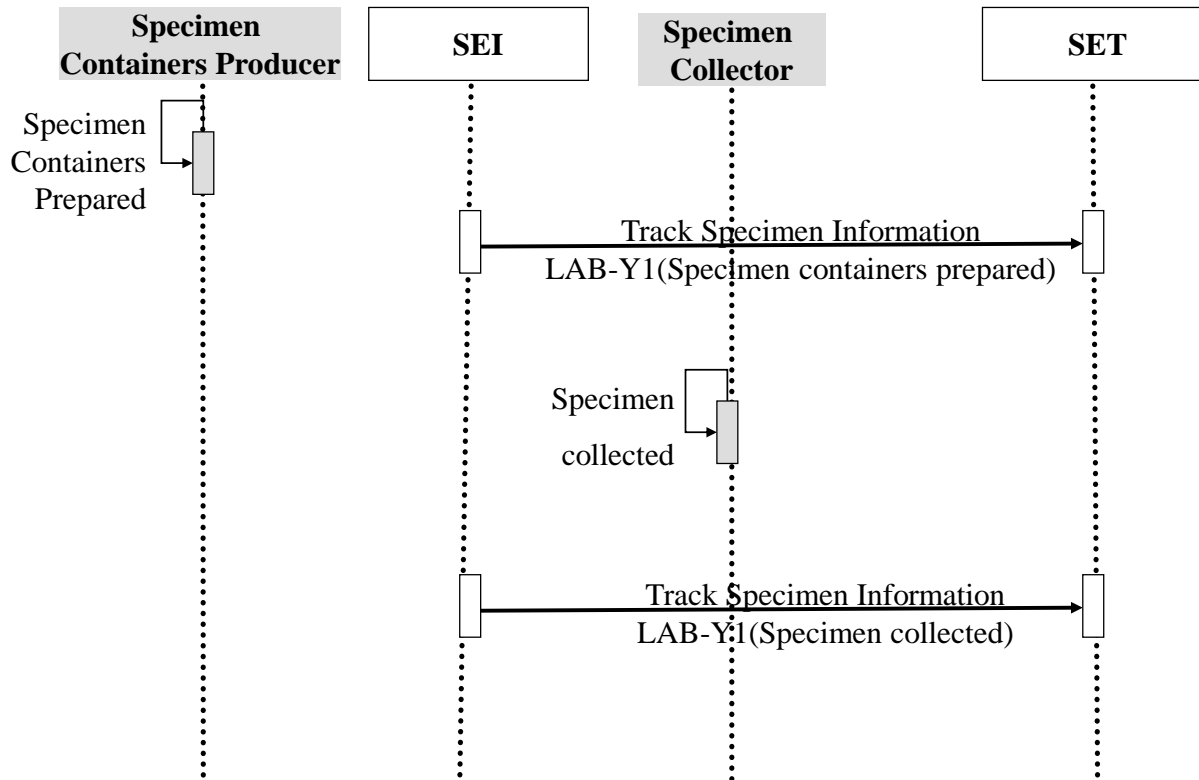 Specimen
Containers Producer
SEI
Specimen
Collector
SET
Specimen
Containers
Prepared
Track Specimen Information
LAB-Y1(Specimen containers prepared)
Specimen
collected
Track Specimen Information
LAB-Y1(Specimen collected)